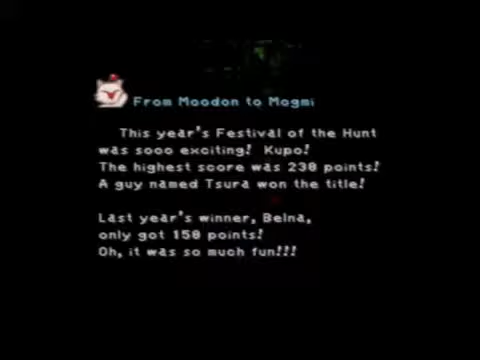 From Moodon to Mogmi
This year's Festival of the Hunt
was sooo exciting! Kupo!
The highest score was 230 points!
A guy named Tsura won the title!
Last year's winner, Belna,
only got 150 points!
Oh, it was so much fun!!!